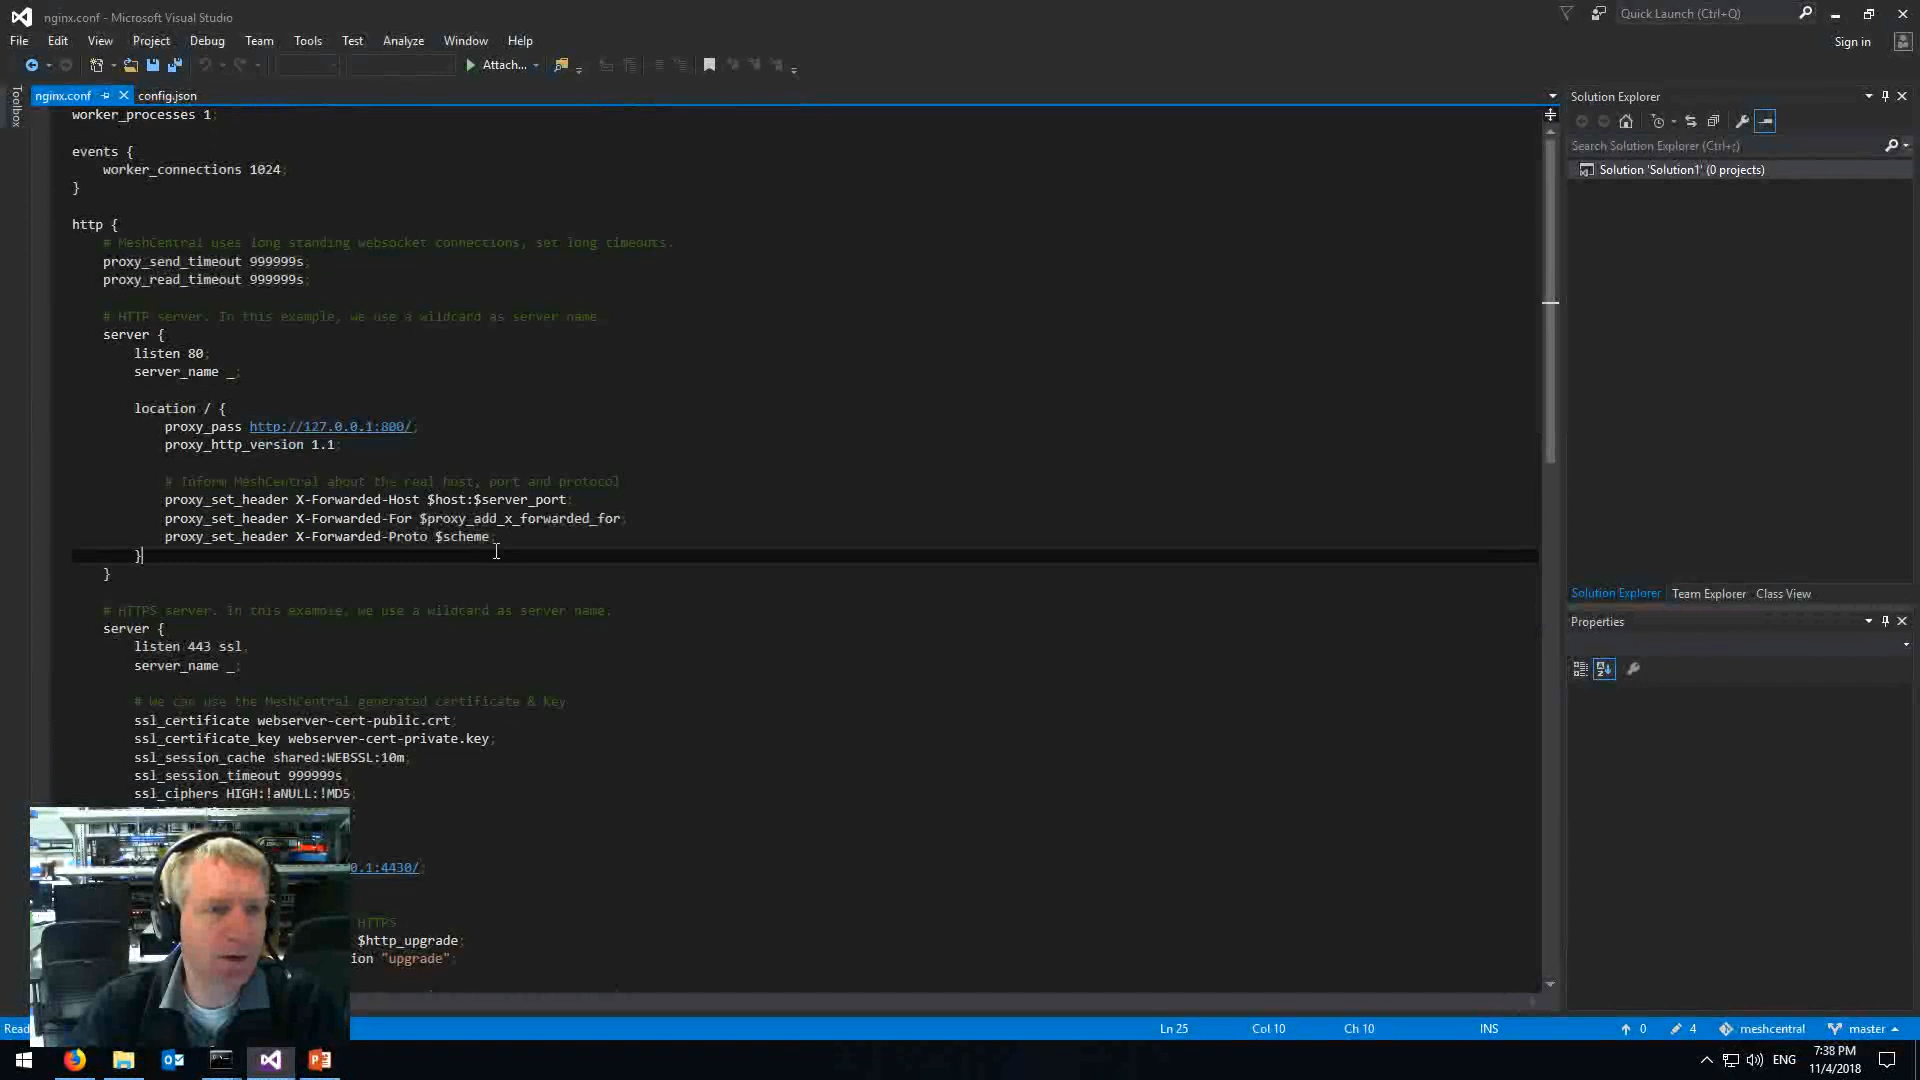 nginx.conf - Microsoft Visual Studio
Quick Launch (Ctrl+Q)
File Edit View Project Debug Team Tools Test Analyze Window Help
Sign in
Attach...
Toolbox
nginx.conf
config.json
worker_processes 1;
events {
worker_connections 1024;
}
http {
# MeshCentral uses long standing websocket connections, set long timeouts.
proxy_send_timeout 999999s;
proxy_read_timeout 999999s;
# HTTP server. In this example, we use a wildcard as server name.
server {
listen 80;
server_name _;
location / {
proxy_pass http://127.0.0.1:800/;
proxy_http_version 1.1;
# Inform MeshCentral about the real host, port and protocol
proxy_set_header X-Forwarded-Host $host:$server_port;
proxy_set_header X-Forwarded-For $proxy_add_x_forwarded_for;
proxy_set_header X-Forwarded-Proto $scheme;
}
}
# HTTPS server. In this example, we use a wildcard as server name.
server {
listen 443 ssl;
server_name _;
# We can use the MeshCentral generated certificate & key
ssl_certificate webserver-cert-public.crt;
ssl_certificate_key webserver-cert-private.key;
ssl_session_cache shared:WEBSSL:10m;
ssl_session_timeout 999999s;
ssl_ciphers HIGH:!aNULL:!MD5;
0.1:4430/;
HTTPS
$http_upgrade;
ion "upgrade";
Solution Explorer
Search Solution Explorer (Ctrl+;)
Solution 'Solution1' (0 projects)
Solution Explorer Team Explorer Class View
Properties
Read
Ln 25
Col 10
Ch 10
INS
0
4
meshcentral
master
ENG
7:38 PM
11/4/2018